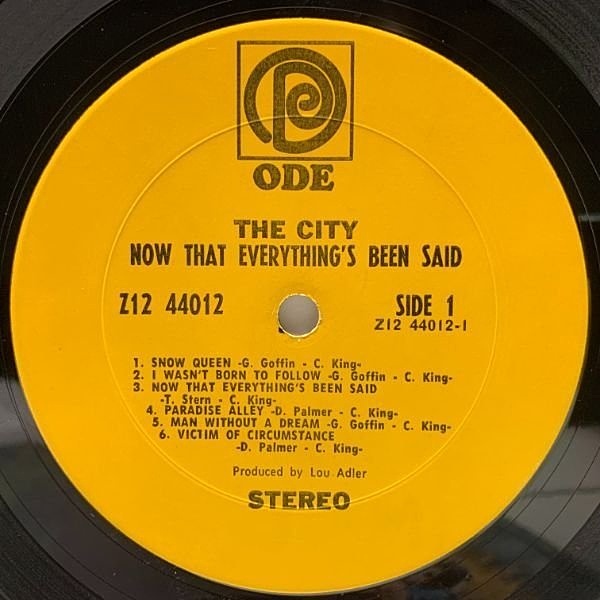 ODE
THE CITY
NOW THAT EVERYTHING'S BEEN SAID
Z12 44012
SIDE 1
Z12 44012-1
1. SNOW QUEEN -G. Goffin - C. King-
2. I WASN'T BORN TO FOLLOW -G. Goffin - C. King-
3. NOW THAT EVERYTHING'S BEEN SAID
-T. Stern - C. King-
4. PARADISE ALLEY -D. Palmer - C. King-
5. MAN WITHOUT A DREAM -G. Goffin - C. King-
6. VICTIM OF CIRCUMSTANCE
-D. Palmer - C. King-
Produced by Lou Adler
STEREO